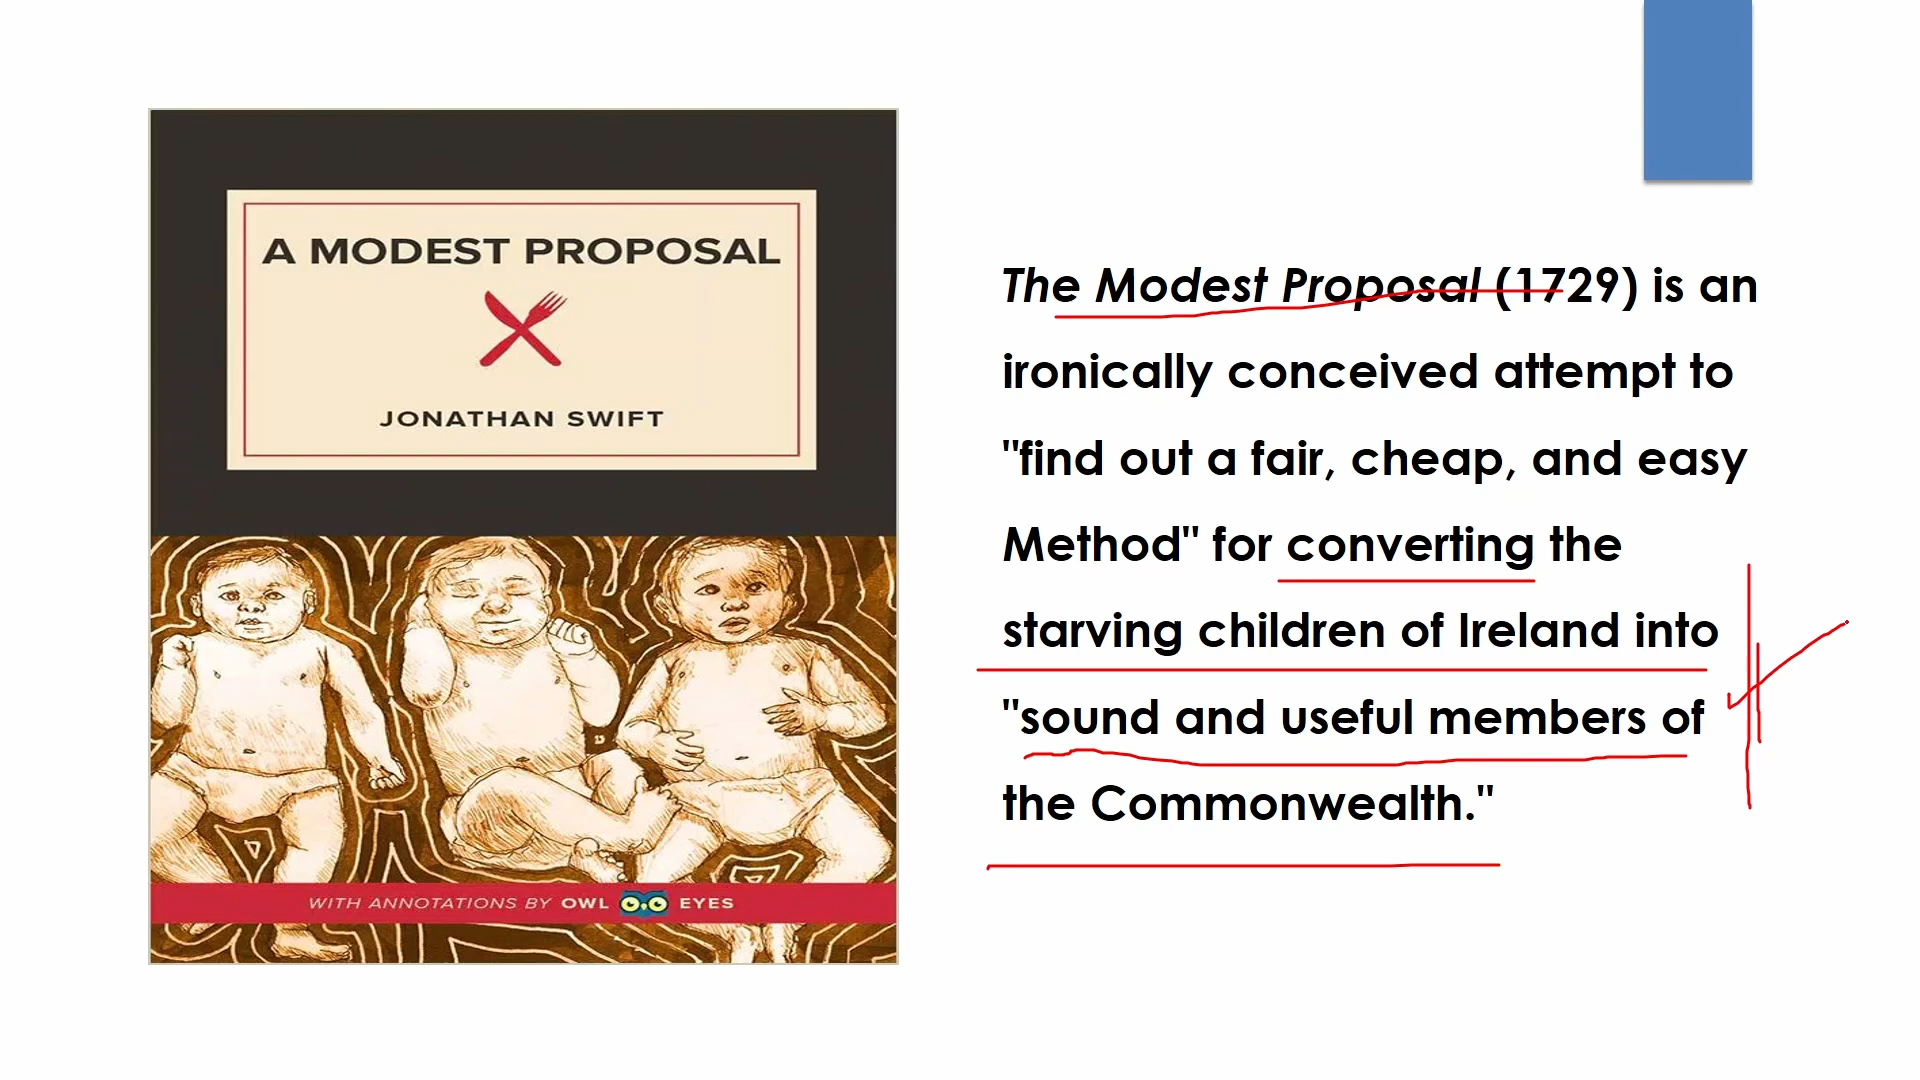 A MODEST PROPOSAL
JONATHAN SWIFT
WITH ANNOTATIONS BY OWL EYES
The Modest Proposal (1729) is an
ironically conceived attempt to
"find out a fair, cheap, and easy
Method" for converting the
starving children of Ireland into
"sound and useful members of
the Commonwealth."